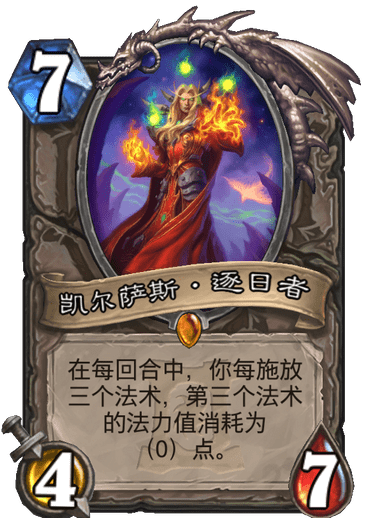 7
凯尔萨斯·逐日者
在每回合中，你每施放
三个法术，第三个法术
的法力值消耗为
（0）点。
4
7